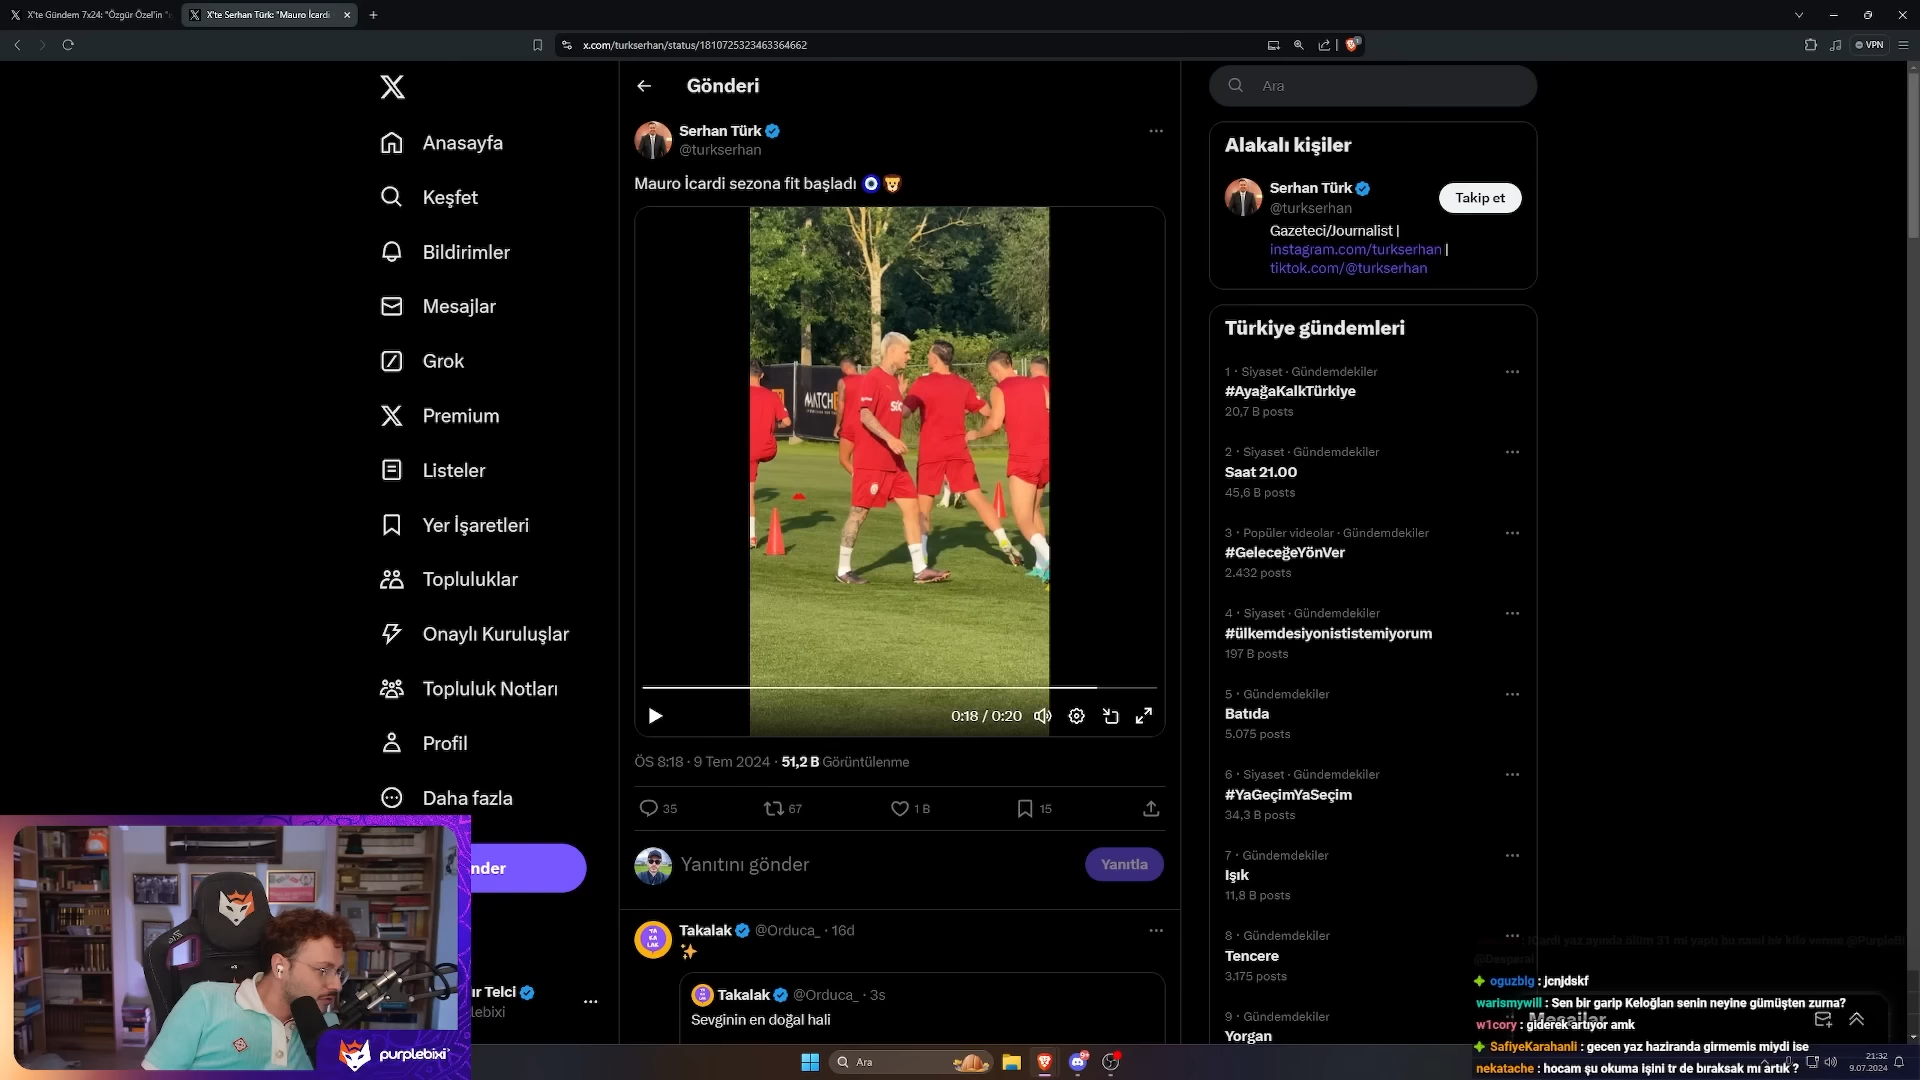 X'te Gündem 7x24: "Özgür Özel'in "
X'te Serhan Türk: "Mauro İcardi
x.com/turkserhan/status/1810725323463364662
VPN
Anasayfa
Keşfet
Bildirimler
Mesajlar
Grok
Premium
Listeler
Yer İşaretleri
Topluluklar
Onaylı Kuruluşlar
Topluluk Notları
Profil
Daha fazla
nder
ır Telci
lebixi
purplebixi
Gönderi
Serhan Türk
@turkserhan
Mauro İcardi sezona fit başladı
MATCH
0:18 / 0:20
ÖS 8:18 · 9 Tem 2024 · 51,2 B Görüntülenme
35
67
1 B
15
Yanıtını gönder
Yanıtla
Takalak @Orduca_ · 16d
Takalak @Orduca_ · 3s
Sevginin en doğal hali
Ara
Alakalı kişiler
Serhan Türk
@turkserhan
Takip et
Gazeteci/Journalist |
instagram.com/turkserhan |
tiktok.com/@turkserhan
Türkiye gündemleri
1 · Siyaset · Gündemdekiler
#AyağaKalkTürkiye
20,7 B posts
2 · Siyaset · Gündemdekiler
Saat 21.00
45,6 B posts
3 · Popüler videolar · Gündemdekiler
#GeleceğeYönVer
2.432 posts
4 · Siyaset · Gündemdekiler
#ülkemdesiyonististemiyorum
197 B posts
5 · Gündemdekiler
Batıda
5.075 posts
6 · Siyaset · Gündemdekiler
#YaGeçimYaSeçim
34,3 B posts
7 · Gündemdekiler
Işık
11,8 B posts
8 · Gündemdekiler
Tencere
3.175 posts
9 · Gündemdekiler
Yorgan
Mesajlar
oguzblg : jcnjdskf
warismywill : Sen bir garip Keloğlan senin neyine gümüşten zurna?
w1cory : giderek artıyor amk
SafiyeKarahanli : gecen yaz haziranda girmemis miydi ise
nekatache : hocam şu okuma işini tr de bıraksak mı artık ?
Ara
21:32
9.07.2024